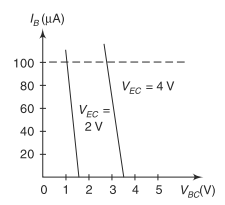 I_B (μA)
100
80
60
40
20
V_EC = 4 V
V_EC =
2 V
0 1 2 3 4 5 V_BC(V)